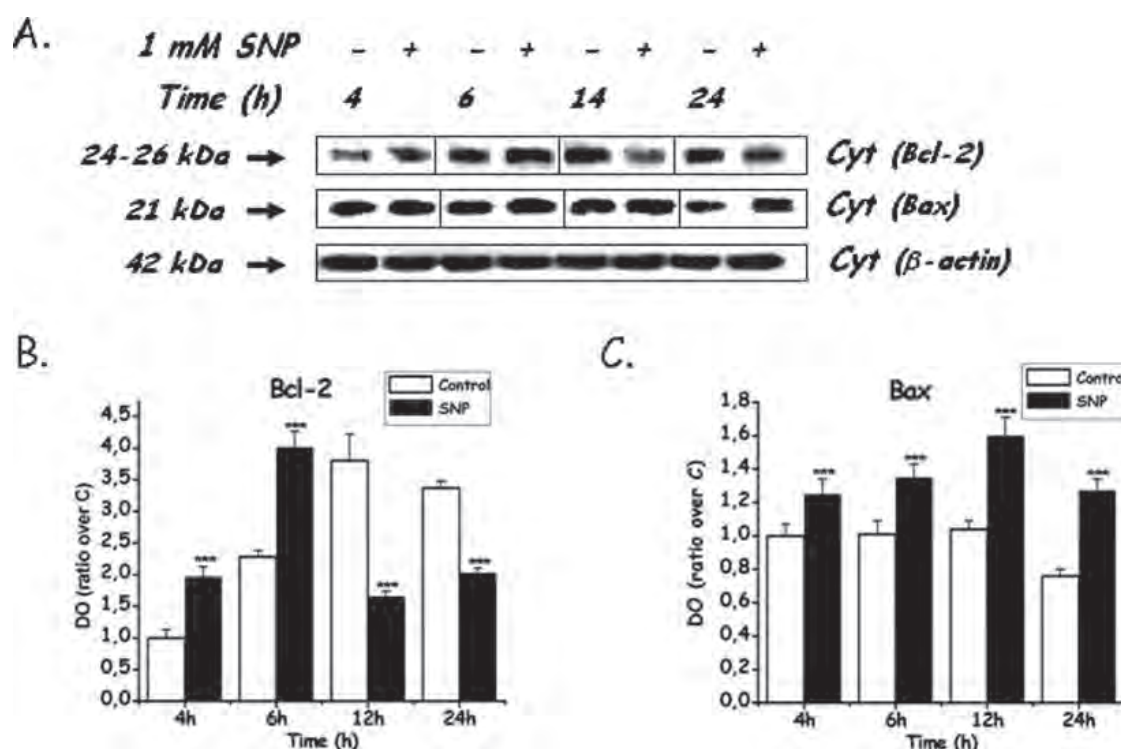 A.
1 mM SNP - + - + - + - +
Time (h) 4 6 14 24
24-26 kDa → Cyt (Bcl-2)
21 kDa → Cyt (Bax)
42 kDa → Cyt (β-actin)
B.
Bcl-2
Control
SNP
DO (ratio over C)
4,5
4,0
3,5
3,0
2,5
2,0
1,5
1,0
0,5
0,0
***
***
***
***
4h 6h 12h 24h
Time (h)
C.
Bax
Control
SNP
DO (ratio over C)
1,8
1,6
1,4
1,2
1,0
0,8
0,6
0,4
0,2
0,0
***
***
***
***
4h 6h 12h 24h
Time (h)